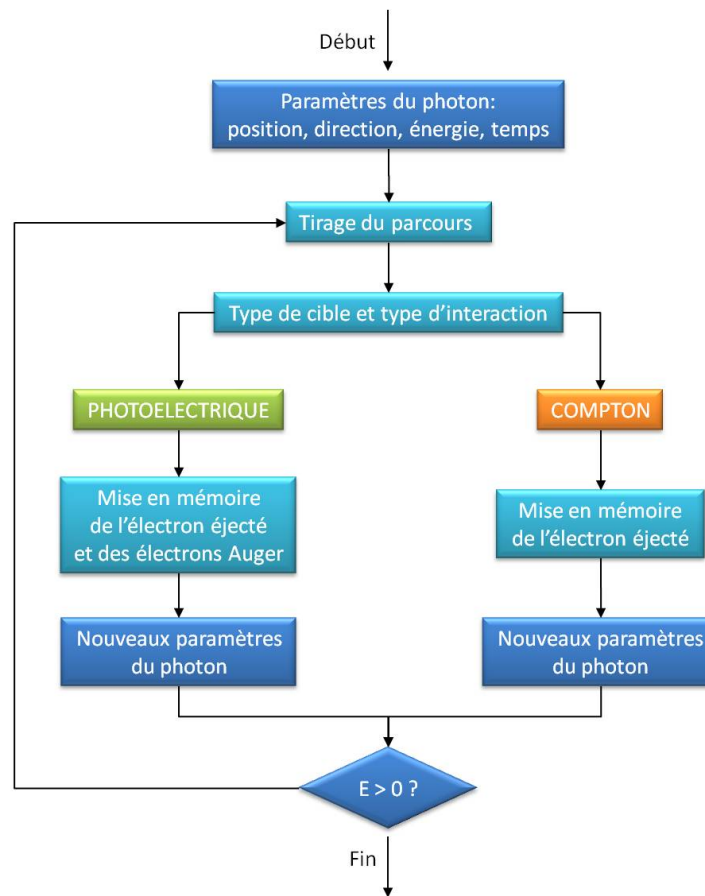 Début
Paramètres du photon:
position, direction, énergie, temps
Tirage du parcours
Type de cible et type d'interaction
PHOTOELECTRIQUE
COMPTON
Mise en mémoire
de l'électron éjecté
et des électrons Auger
Mise en mémoire
de l'électron éjecté
Nouveaux paramètres
du photon
Nouveaux paramètres
du photon
E > 0 ?
Fin